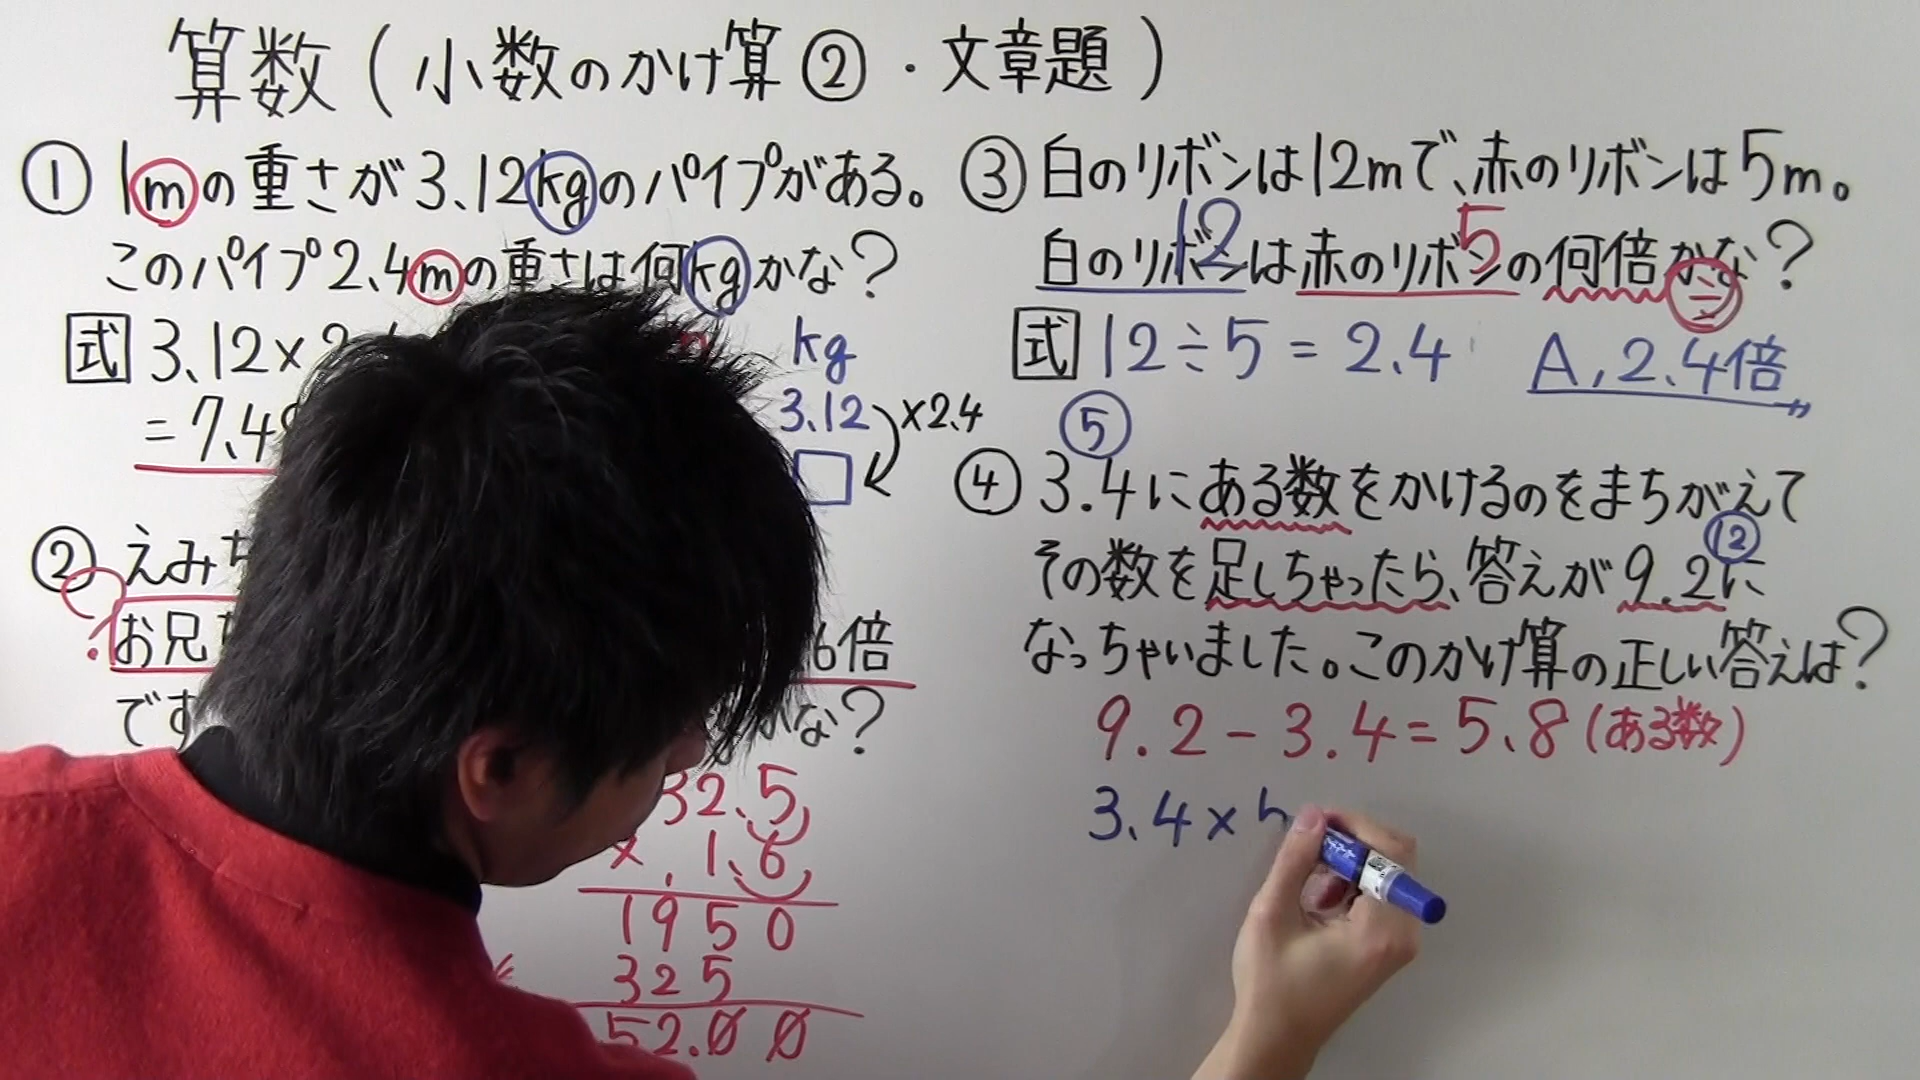 算数(小数のかけ算②・文章題)
① 1mの重さが3.12kgのパイプがある。
このパイプ2.4mの重さは何kgかな?
式 3.12×2
=7.48
kg
3.12
×2.4
② えみち
お兄
6倍
です
かな?
?
32.5
× 1.6
1950
325
52.00
③ 白のリボンは12mで、赤のリボンは5m。
12 5
白のリボンは赤のリボンの何倍かな?
÷
式 12÷5=2.4 A,2.4倍
⑤
④ 3.4にある数をかけるのをまちがえて
⑫
その数を足しちゃったら、答えが9.2に
なっちゃいました。このかけ算の正しい答えは?
9.2-3.4=5.8(ある数)
3.4×5